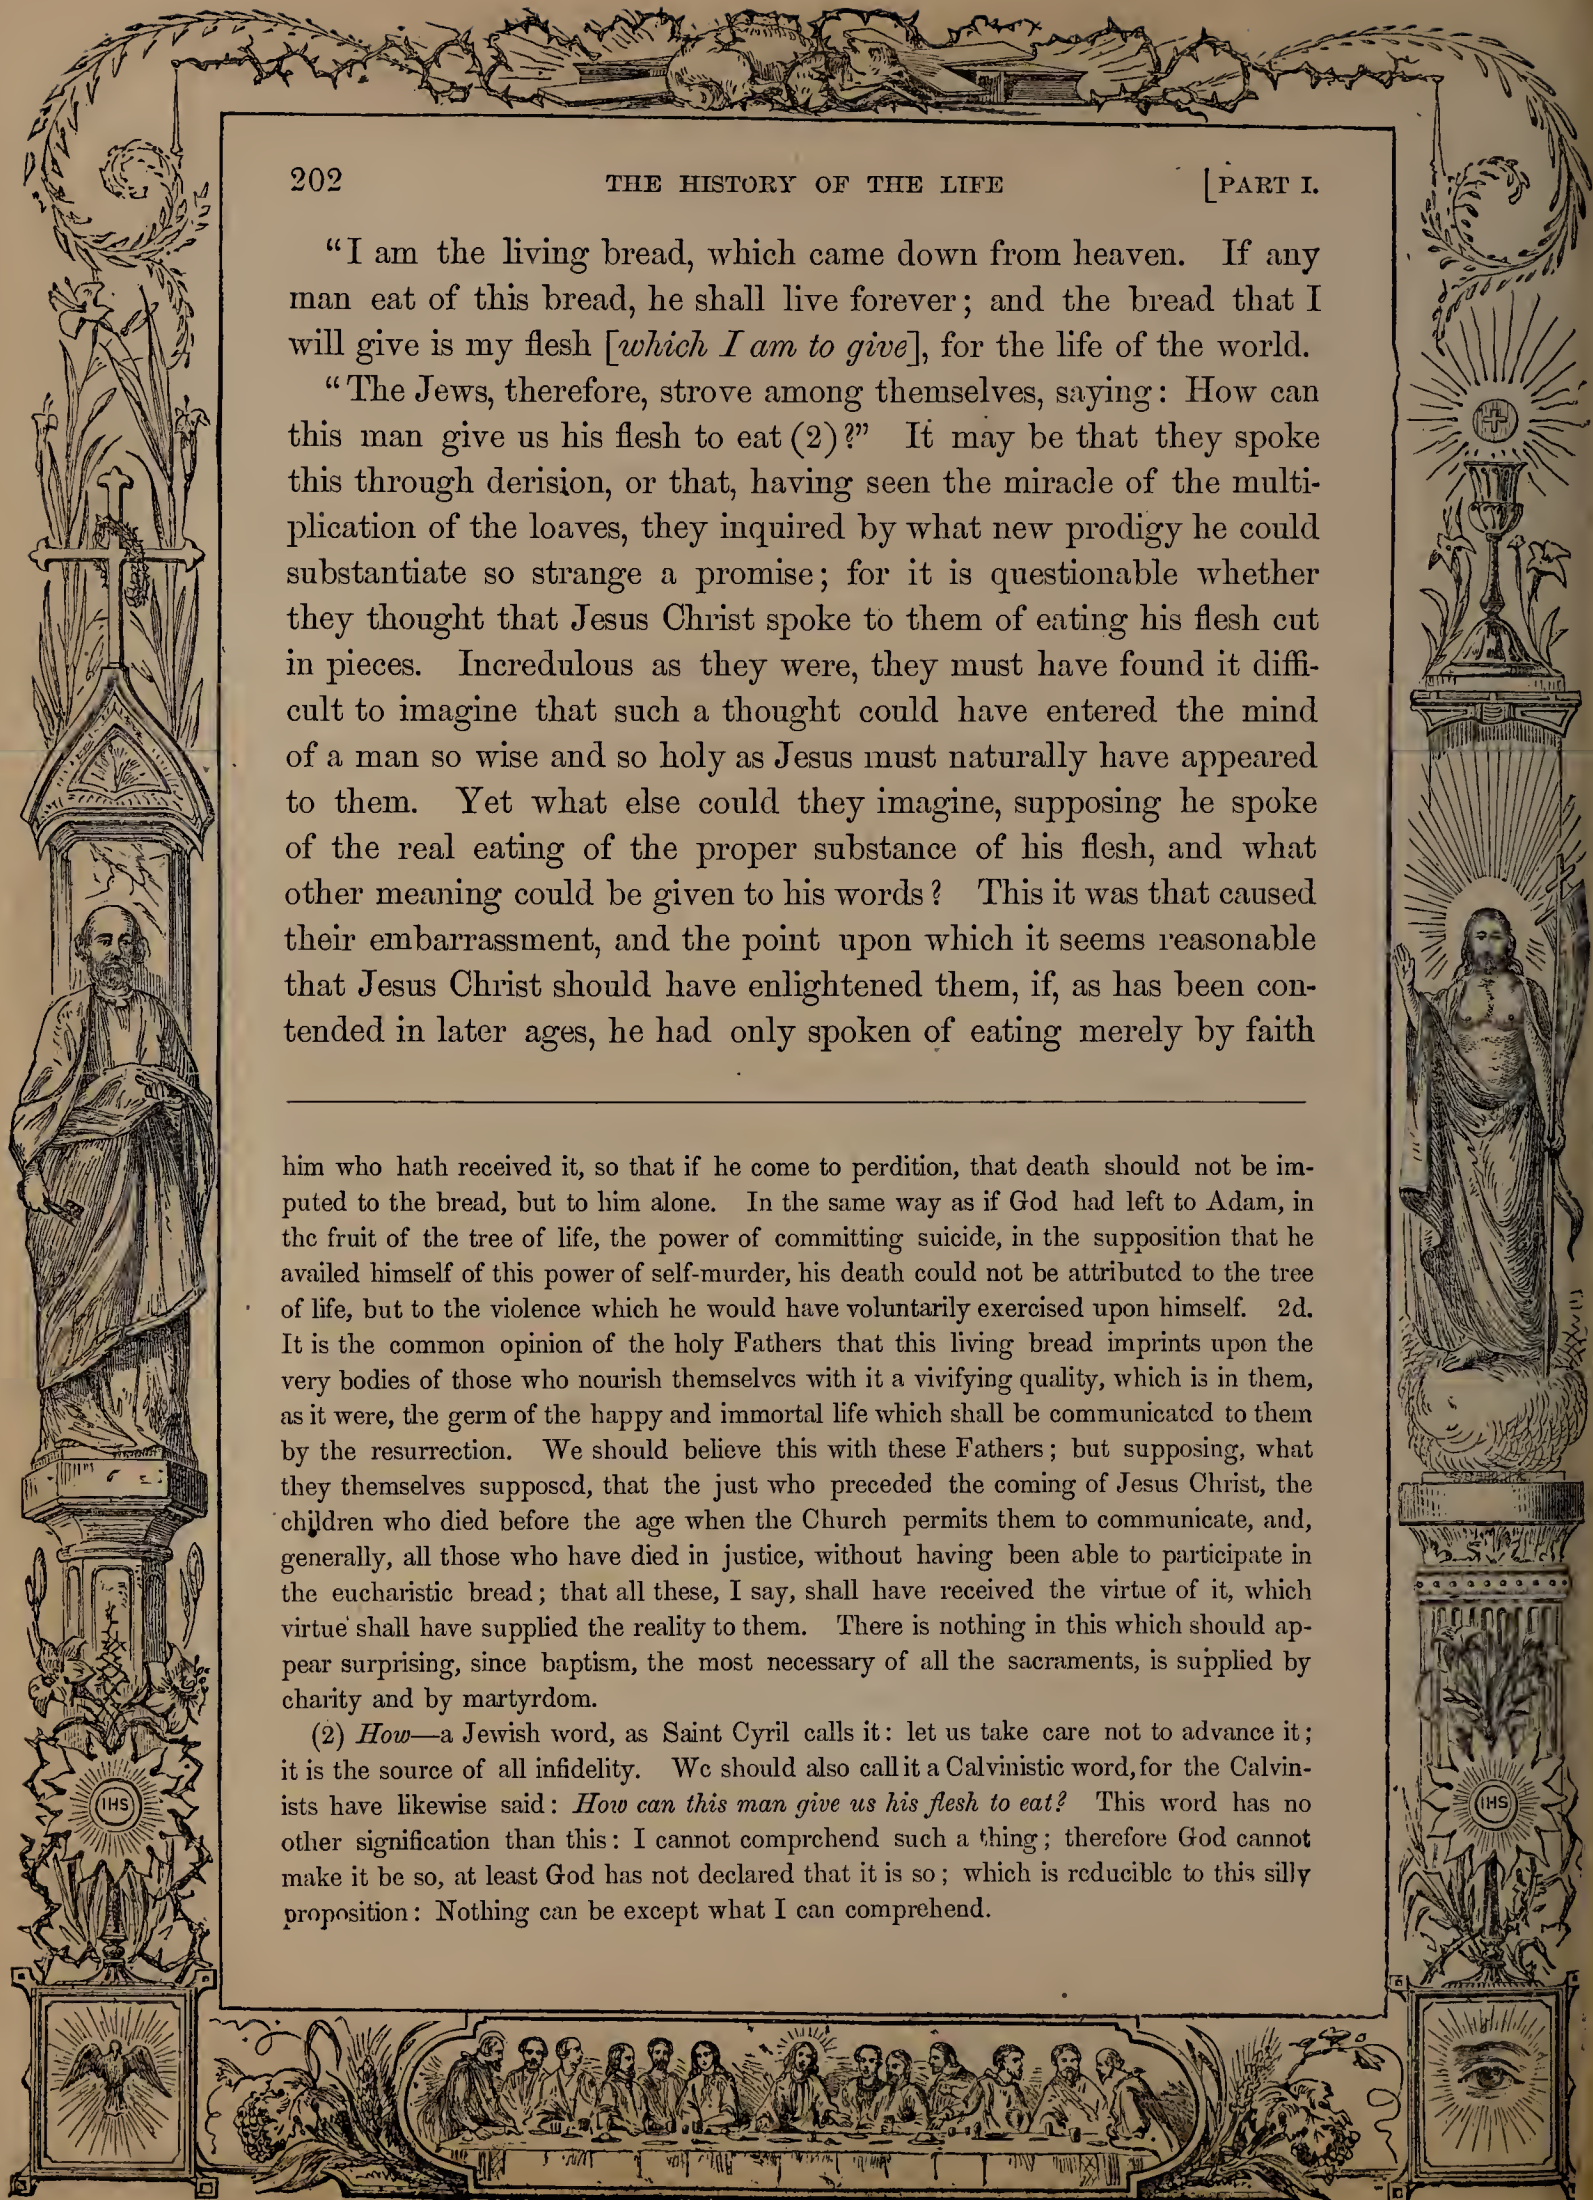 202 THE HISTORY OF THE LIFE [PART I.
“I am the living bread, which came down from heaven. If any
man eat of this bread, he shall live forever; and the bread that I
will give is my flesh [which I am to give], for the life of the world.
“The Jews, therefore, strove among themselves, saying: How can
this man give us his flesh to eat (2)?” It may be that they spoke
this through derision, or that, having seen the miracle of the multi-
plication of the loaves, they inquired by what new prodigy he could
substantiate so strange a promise; for it is questionable whether
they thought that Jesus Christ spoke to them of eating his flesh cut
in pieces. Incredulous as they were, they must have found it diffi-
cult to imagine that such a thought could have entered the mind
of a man so wise and so holy as Jesus must naturally have appeared
to them. Yet what else could they imagine, supposing he spoke
of the real eating of the proper substance of his flesh, and what
other meaning could be given to his words? This it was that caused
their embarrassment, and the point upon which it seems reasonable
that Jesus Christ should have enlightened them, if, as has been con-
tended in later ages, he had only spoken of eating merely by faith
him who hath received it, so that if he come to perdition, that death should not be im-
puted to the bread, but to him alone. In the same way as if God had left to Adam, in
the fruit of the tree of life, the power of committing suicide, in the supposition that he
availed himself of this power of self-murder, his death could not be attributed to the tree
of life, but to the violence which he would have voluntarily exercised upon himself. 2d.
It is the common opinion of the holy Fathers that this living bread imprints upon the
very bodies of those who nourish themselves with it a vivifying quality, which is in them,
as it were, the germ of the happy and immortal life which shall be communicated to them
by the resurrection. We should believe this with these Fathers; but supposing, what
they themselves supposed, that the just who preceded the coming of Jesus Christ, the
children who died before the age when the Church permits them to communicate, and,
generally, all those who have died in justice, without having been able to participate in
the eucharistic bread; that all these, I say, shall have received the virtue of it, which
virtue shall have supplied the reality to them. There is nothing in this which should ap-
pear surprising, since baptism, the most necessary of all the sacraments, is supplied by
charity and by martyrdom.
(2) How—a Jewish word, as Saint Cyril calls it: let us take care not to advance it;
it is the source of all infidelity. We should also call it a Calvinistic word, for the Calvin-
ists have likewise said: How can this man give us his flesh to eat? This word has no
other signification than this: I cannot comprehend such a thing; therefore God cannot
make it be so, at least God has not declared that it is so; which is reducible to this silly
proposition: Nothing can be except what I can comprehend.
IHS
IHS